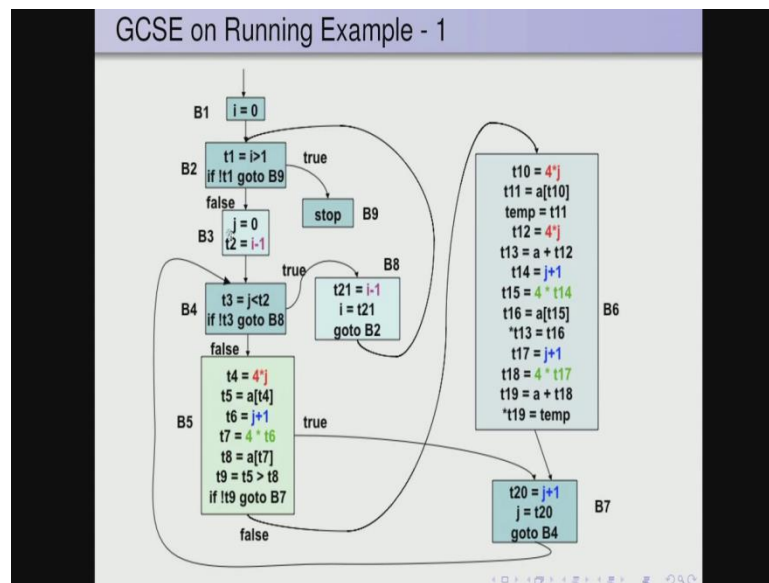 GCSE on Running Example - 1
B1
i = 0
B2
t1 = i>1
if !t1 goto B9
true
false
stop
B9
B3
j = 0
t2 = i-1
B4
t3 = j<t2
if !t3 goto B8
true
false
B8
t21 = i-1
i = t21
goto B2
B5
t4 = 4*j
t5 = a[t4]
t6 = j+1
t7 = 4 * t6
t8 = a[t7]
t9 = t5 > t8
if !t9 goto B7
true
false
t10 = 4*j
t11 = a[t10]
temp = t11
t12 = 4*j
t13 = a + t12
t14 = j+1
t15 = 4 * t14
t16 = a[t15]
*t13 = t16
t17 = j+1
t18 = 4 * t17
t19 = a + t18
*t19 = temp
B6
t20 = j+1
j = t20
goto B4
B7